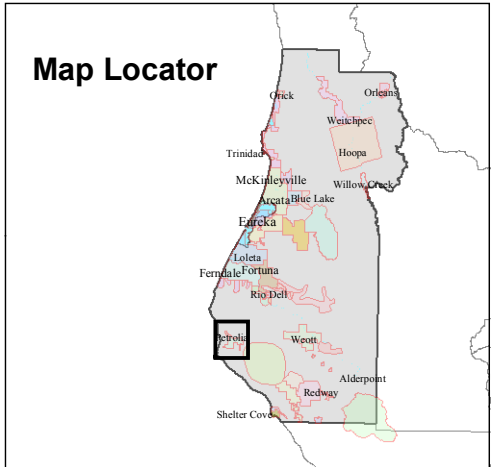 Map Locator
Orick
Orleans
Weitchpec
Hoopa
Trinidad
McKinleyville
Willow Creek
Arcata
Blue Lake
Eureka
Loleta
Ferndale
Fortuna
Rio Dell
Petrolia
Weott
Alderpoint
Redway
Shelter Cove